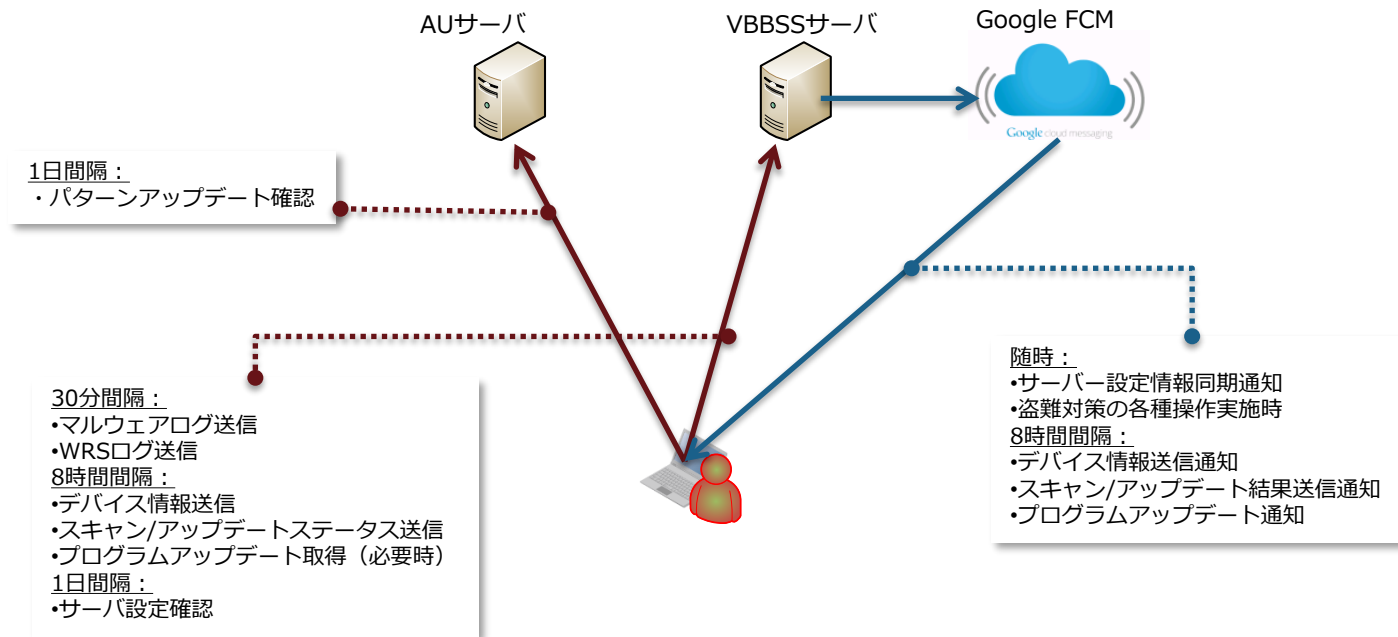 AUサーバ
VBBSSサーバ
Google FCM
Google cloud messaging
1日間隔：
・パターンアップデート確認
30分間隔：
•マルウェアログ送信
•WRSログ送信
8時間間隔：
•デバイス情報送信
•スキャン/アップデートステータス送信
•プログラムアップデート取得（必要時）
1日間隔：
•サーバ設定確認
随時：
•サーバー設定情報同期通知
•盗難対策の各種操作実施時
8時間間隔：
•デバイス情報送信通知
•スキャン/アップデート結果送信通知
•プログラムアップデート通知